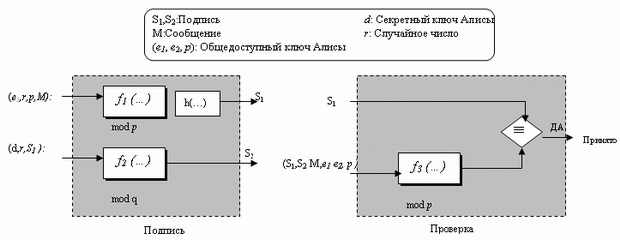 S₁,S₂:Подпись
d: Секретный ключ Алисы
M:Сообщение
r: Случайное число
(e₁, e₂, p): Общедоступный ключ Алисы
(e.,r,p,M):
f₁ (...)
h(...)
S₁
mod p
(d,r,S₁ ):
f₂ (...)
S₂
mod q
Подпись
S₁
≡
ДА
Принято
(S₁,S₂ M,e₁ e₂, p )
f₃ (...)
mod p
Проверка